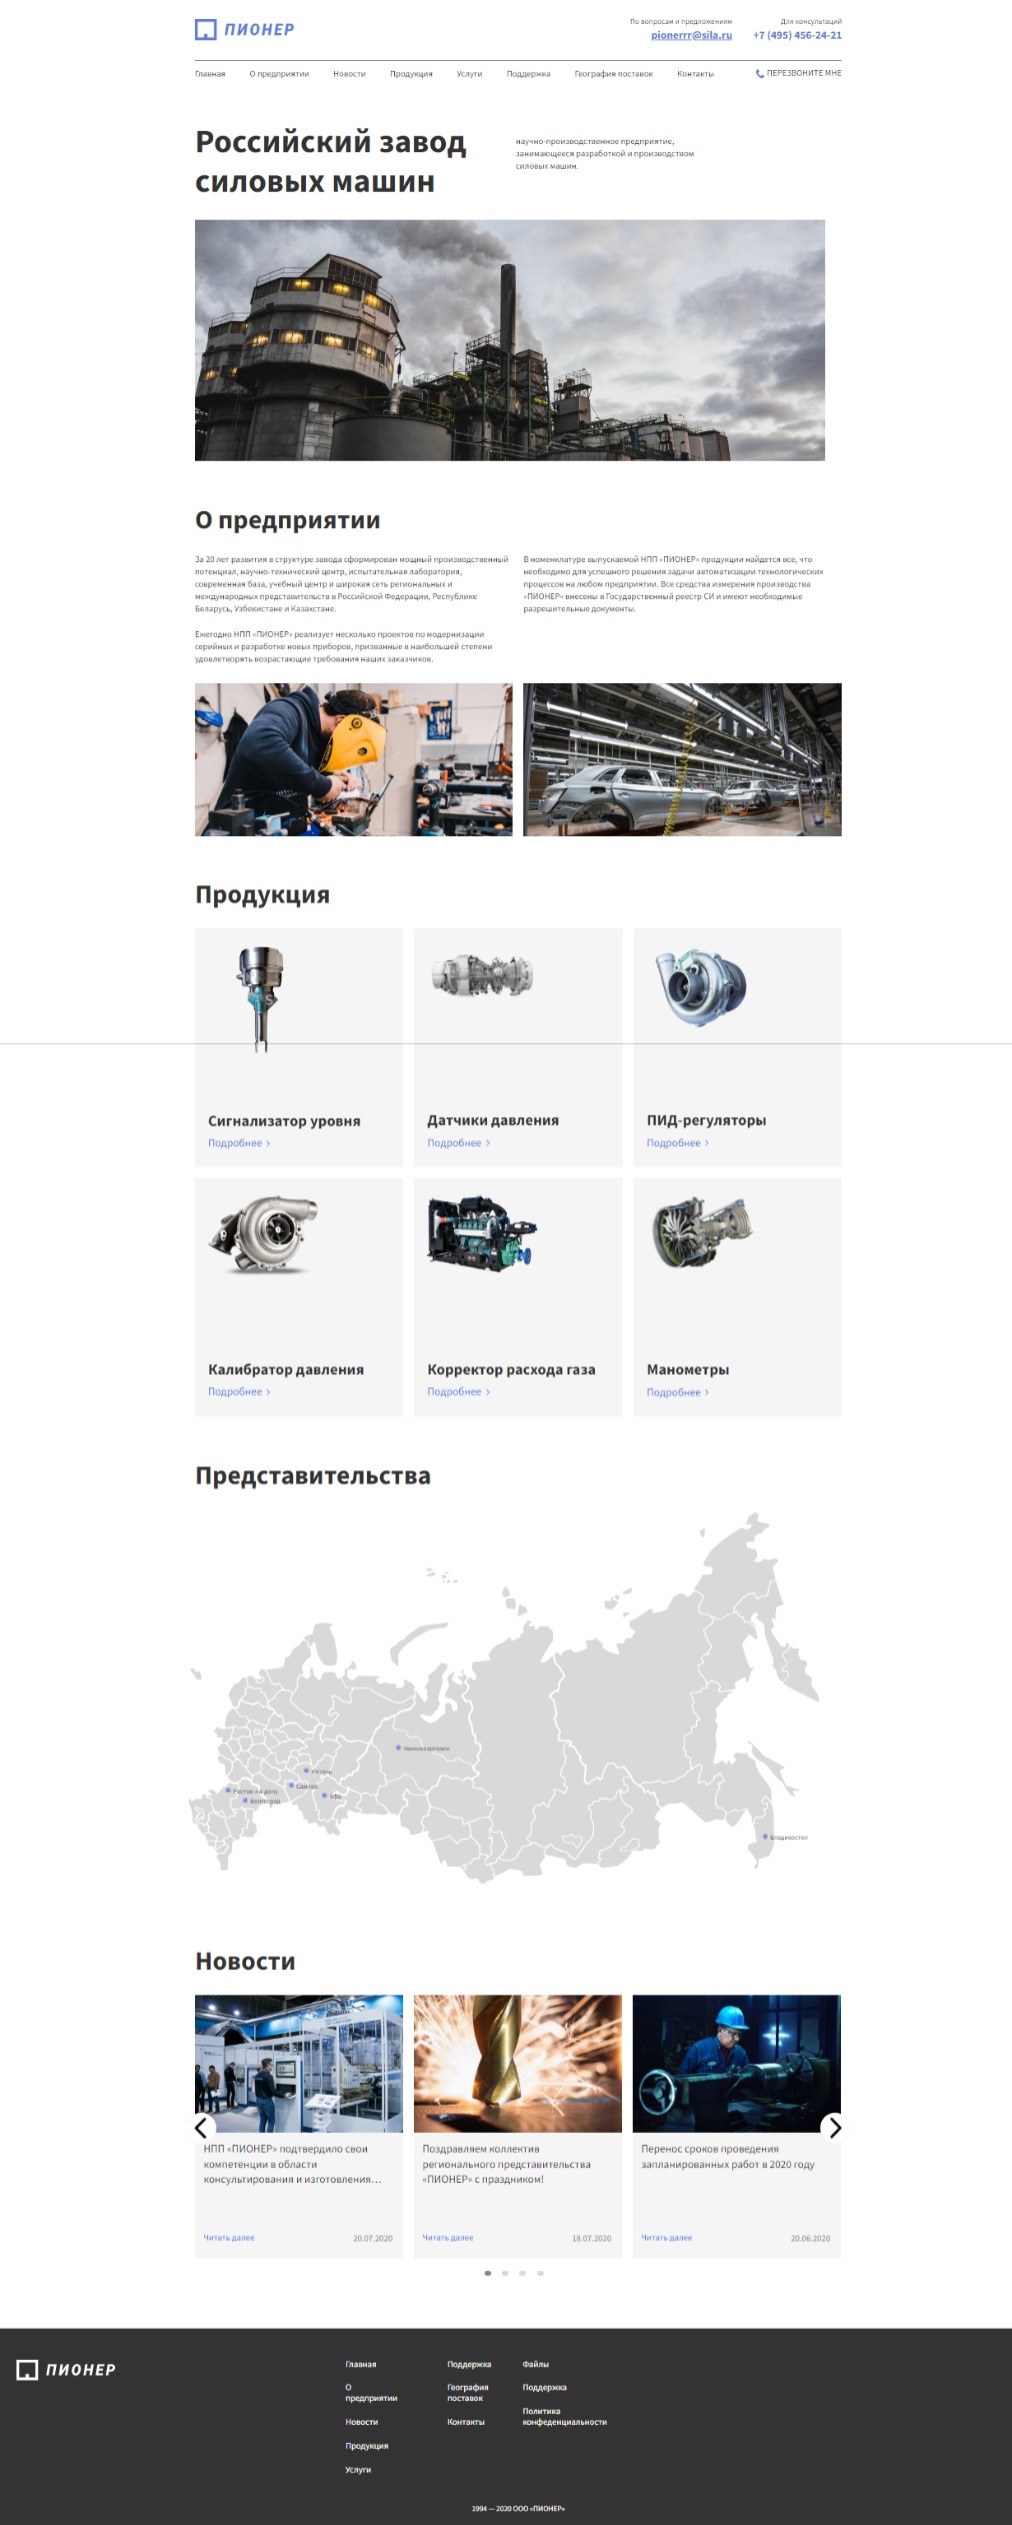 ПИОНЕР
По вопросам и предложениям
pionerrr@sila.ru
Для консультаций
+7 (495) 456-24-21
Главная
О предприятии
Новости
Продукция
Услуги
Поддержка
География поставок
Контакты
ПЕРЕЗВОНИТЕ МНЕ
Российский завод
силовых машин
научно-производственное предприятие,
занимающееся разработкой и производством
силовых машин.
О предприятии
За 20 лет развития в структуре завода сформирован мощный производственный
потенциал, научно-технический центр, испытательная лаборатория,
современная база, учебный центр и широкая сеть региональных и
международных представительств в Российской Федерации, Республике
Беларусь, Узбекистане и Казахстане.
Ежегодно НПП «ПИОНЕР» реализует несколько проектов по модернизации
серийных и разработке новых приборов, призванные в наибольшей степени
удовлетворять возрастающие требования наших заказчиков.
В номенклатуре выпускаемой НПП «ПИОНЕР» продукции найдется все, что
необходимо для успешного решения задачи автоматизации технологических
процессов на любом предприятии. Все средства измерения производства
«ПИОНЕР» внесены в Государственный реестр СИ и имеют необходимые
разрешительные документы.
Продукция
Сигнализатор уровня
Подробнее
Датчики давления
Подробнее
ПИД-регуляторы
Подробнее
Калибратор давления
Подробнее
Корректор расхода газа
Подробнее
Манометры
Подробнее
Представительства
Нижневартовск
Казань
Самара
Уфа
Ростов на дону
Волгоград
Владивосток
Новости
НПП «ПИОНЕР» подтвердило свои
компетенции в области
консультирования и изготовления...
Читать далее
20.07.2020
Поздравляем коллектив
регионального представительства
«ПИОНЕР» с праздником!
Читать далее
18.07.2020
Перенос сроков проведения
запланированных работ в 2020 году
Читать далее
20.06.2020
ПИОНЕР
Главная
О
предприятии
Новости
Продукция
Услуги
Поддержка
География
поставок
Контакты
Файлы
Поддержка
Политика
конфеденциальности
1994 — 2020 ООО «ПИОНЕР»